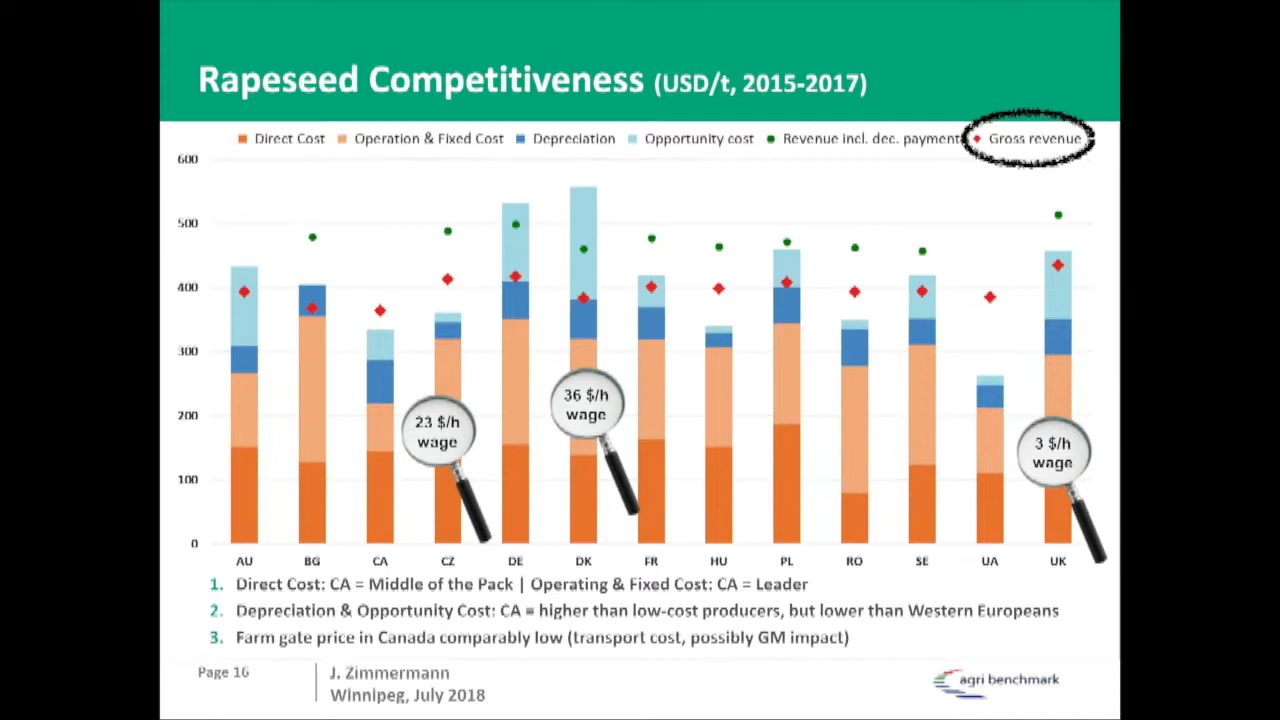 Rapeseed Competitiveness (USD/t, 2015-2017)
Direct Cost Operation & Fixed Cost Depreciation Opportunity cost Revenue incl. dec. payment Gross revenue
600
500
400
300
200
100
0
23 $/h
wage
36 $/h
wage
3 $/h
wage
AU BG CA CZ DE DK FR HU PL RO SE UA UK
1. Direct Cost: CA = Middle of the Pack | Operating & Fixed Cost: CA = Leader
2. Depreciation & Opportunity Cost: CA = higher than low-cost producers, but lower than Western Europeans
3. Farm gate price in Canada comparably low (transport cost, possibly GM impact)
Page 16
J. Zimmermann
Winnipeg, July 2018
agri benchmark